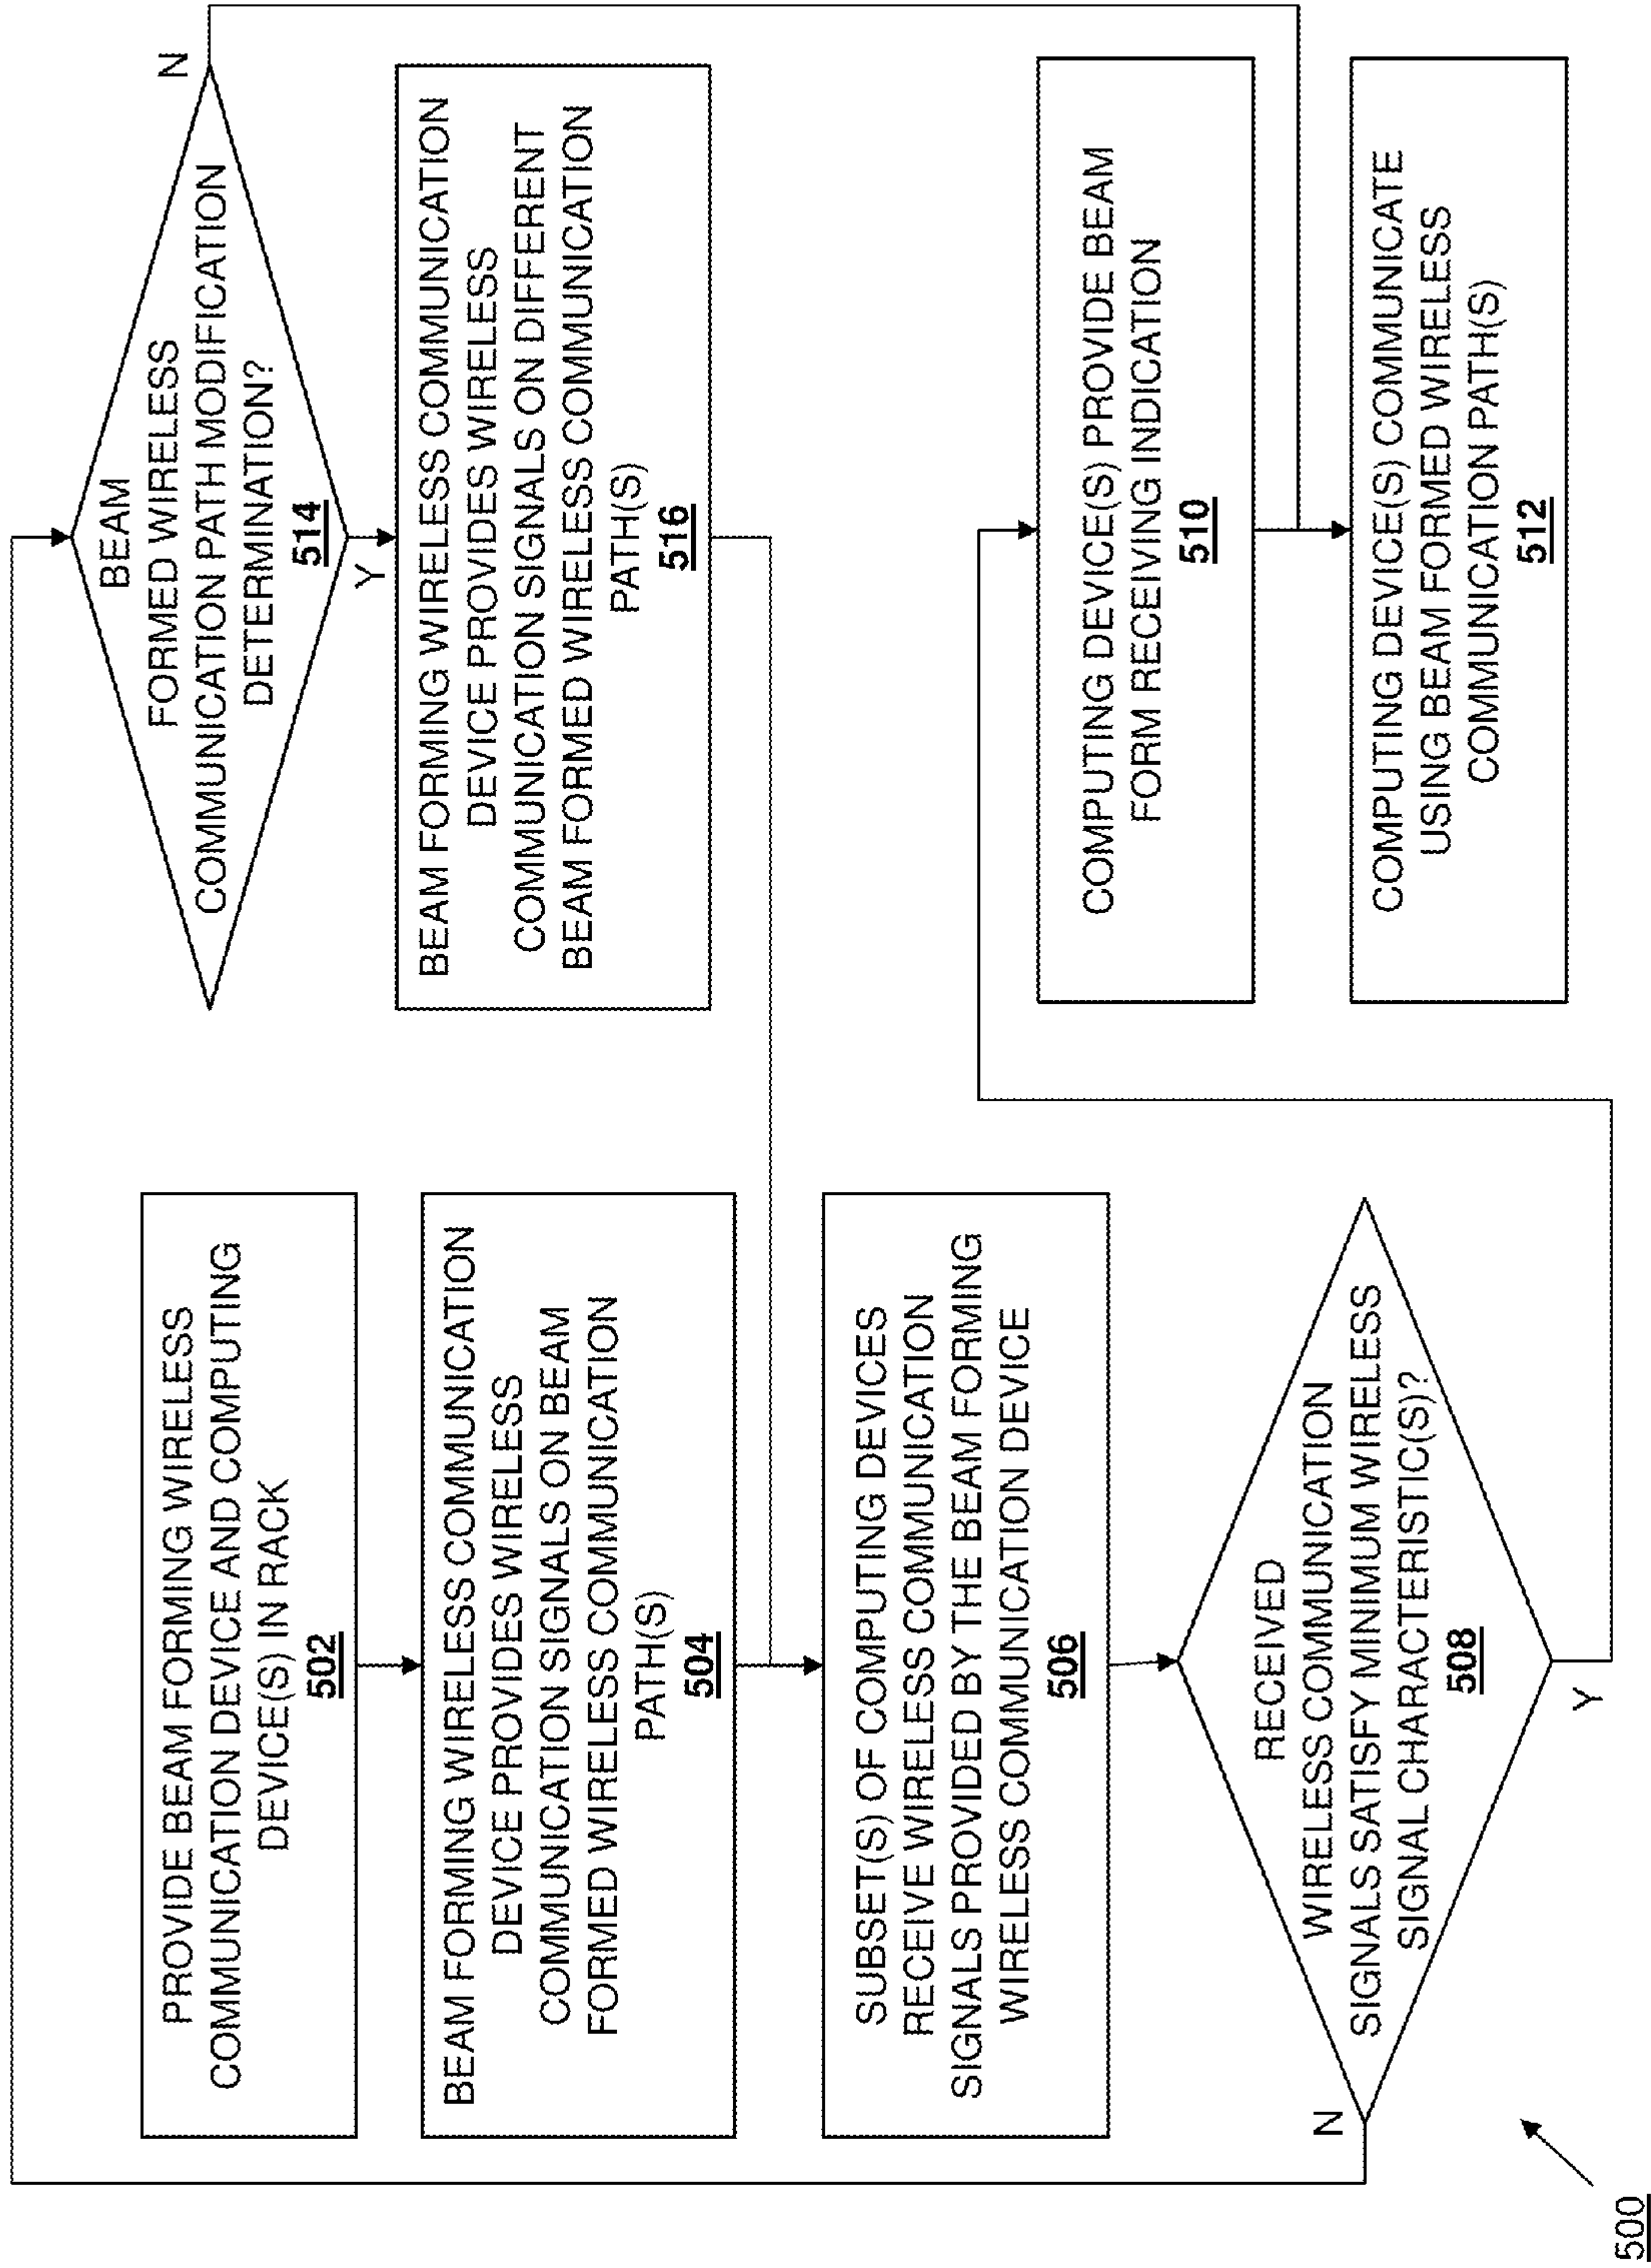 PROVIDE BEAM FORMING WIRELESS
COMMUNICATION DEVICE AND COMPUTING
DEVICE(S) IN RACK
502
BEAM FORMING WIRELESS COMMUNICATION
DEVICE PROVIDES WIRELESS
COMMUNICATION SIGNALS ON BEAM
FORMED WIRELESS COMMUNICATION
PATH(S)
504
SUBSET(S) OF COMPUTING DEVICES
RECEIVE WIRELESS COMMUNICATION
SIGNALS PROVIDED BY THE BEAM FORMING
WIRELESS COMMUNICATION DEVICE
506
RECEIVED
WIRELESS COMMUNICATION
SIGNALS SATISFY MINIMUM WIRELESS
SIGNAL CHARACTERISTIC(S)?
508
N
Y
BEAM
FORMED WIRELESS
COMMUNICATION PATH MODIFICATION
DETERMINATION?
514
N
Y
BEAM FORMING WIRELESS COMMUNICATION
DEVICE PROVIDES WIRELESS
COMMUNICATION SIGNALS ON DIFFERENT
BEAM FORMED WIRELESS COMMUNICATION
PATH(S)
516
COMPUTING DEVICE(S) PROVIDE BEAM
FORM RECEIVING INDICATION
510
COMPUTING DEVICE(S) COMMUNICATE
USING BEAM FORMED WIRELESS
COMMUNICATION PATH(S)
512
500